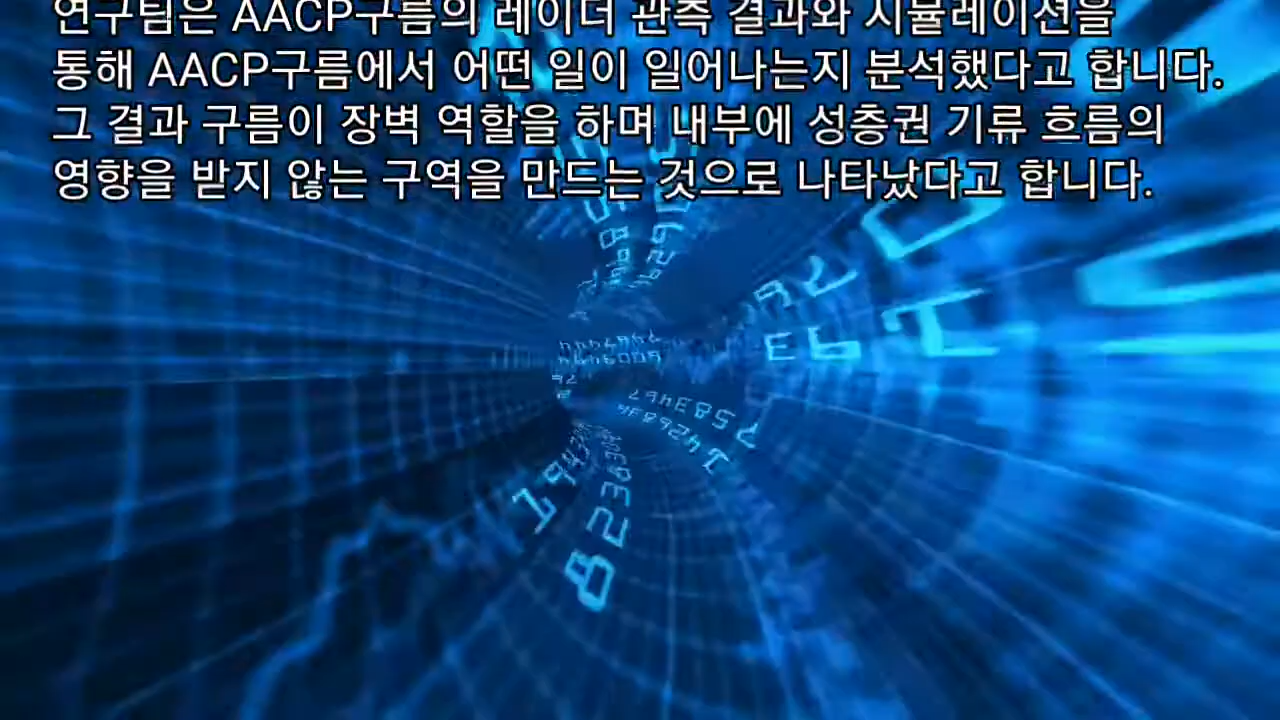 연구팀은 AACP구름의 레이더 관측 결과와 시뮬레이션을
통해 AACP구름에서 어떤 일이 일어나는지 분석했다고 합니다.
그 결과 구름이 장벽 역할을 하며 내부에 성층권 기류 흐름의
영향을 받지 않는 구역을 만드는 것으로 나타났다고 합니다.